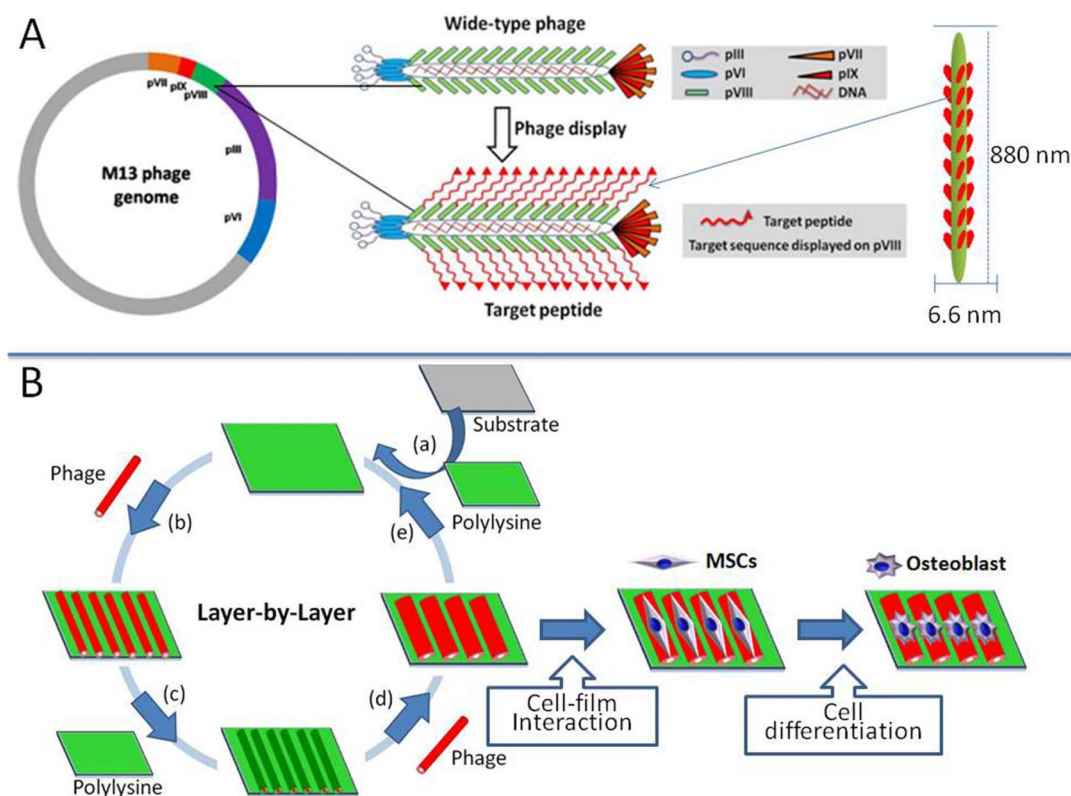 A
pVII
pIX
pVIII
pIII
pVI
M13 phage
genome
Wide-type phage
Phage display
Target peptide
pIII
pVI
pVIII
pVII
pIX
DNA
Target peptide
Target sequence displayed on pVIII
880 nm
6.6 nm
B
Substrate
(a)
Polylysine
Phage
(b)
(e)
Layer-by-Layer
(c)
(d)
Polylysine
Phage
MSCs
Osteoblast
Cell-film
Interaction
Cell
differentiation